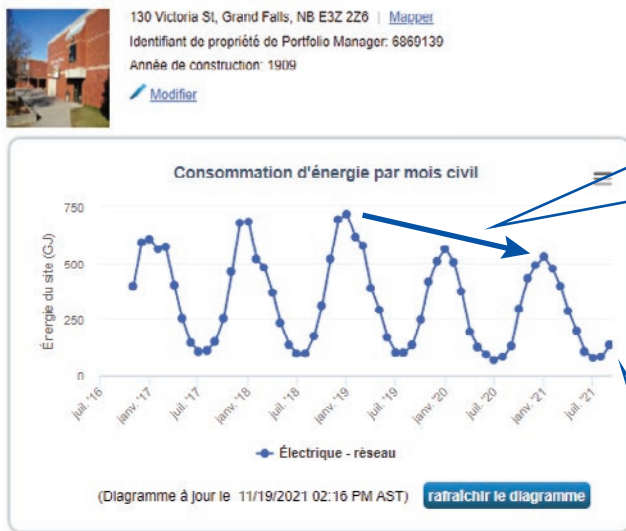 130 Victoria St, Grand Falls, NB E3Z 2Z6 | Mapper
Identifiant de propriété de Portfolio Manager: 6869139
Année de construction: 1909
Modifier
Consommation d'énergie par mois civil
Énergie du site (GJ)
750
500
250
0
juil. '16
janv. '17
juil. '17
janv. '18
juil. '18
janv. '19
juil. '19
janv. '20
juil. '20
janv. '21
juil. '21
Électrique - réseau
(Diagramme à jour le 11/19/2021 02:16 PM AST)
rafraîchir le diagramme